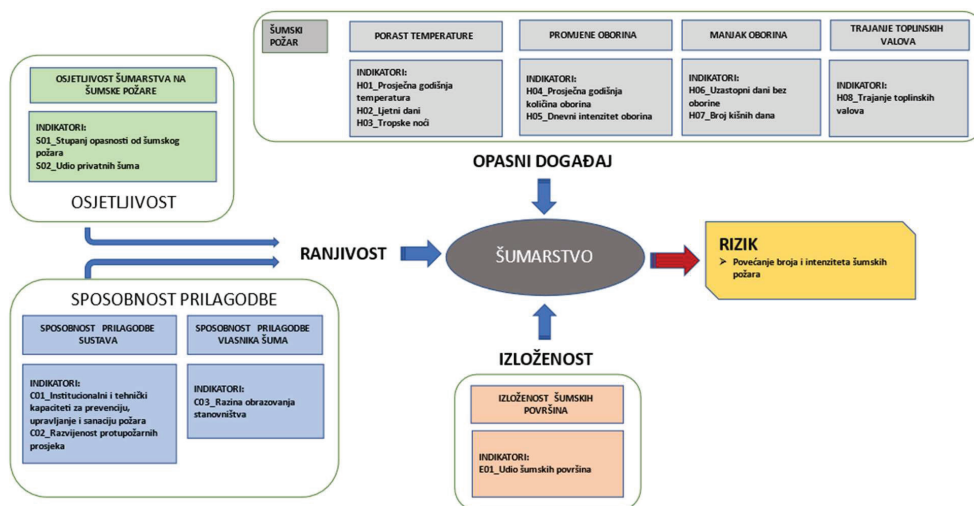 ŠUMSKI
POŽAR
PORAST TEMPERATURE
PROMJENE OBORINA
MANJAK OBORINA
TRAJANJE TOPLINSKIH
VALOVA
INDIKATORI:
H01_Prosječna godišnja
temperatura
H02_Ljetni dani
H03_Tropske noći
INDIKATORI:
H04_Prosječna godišnja
količina oborina
H05_Dnevni intenzitet oborina
INDIKATORI:
H06_Uzastopni dani bez
oborine
H07_Broj kišnih dana
INDIKATORI:
H08_Trajanje toplinskih
valova
OPASNI DOGAĐAJ
OSJETLJIVOST ŠUMARSTVA NA
ŠUMSKE POŽARE
INDIKATORI:
S01_Stupanj opasnosti od šumskog
požara
S02_Udio privatnih šuma
OSJETLJIVOST
RANJIVOST
ŠUMARSTVO
RIZIK
➢ Povećanje broja i intenziteta šumskih
požara
SPOSOBNOST PRILAGODBE
SPOSOBNOST PRILAGODBE
SUSTAVA
SPOSOBNOST PRILAGODBE
VLASNIKA ŠUMA
INDIKATORI:
C01_Institucionalni i tehnički
kapaciteti za prevenciju,
upravljanje i sanaciju požara
C02_Razvijenost protupožarnih
prosjeka
INDIKATORI:
C03_Razina obrazovanja
stanovništva
IZLOŽENOST
IZLOŽENOST ŠUMSKIH
POVRŠINA
INDIKATORI:
E01_Udio šumskih površina